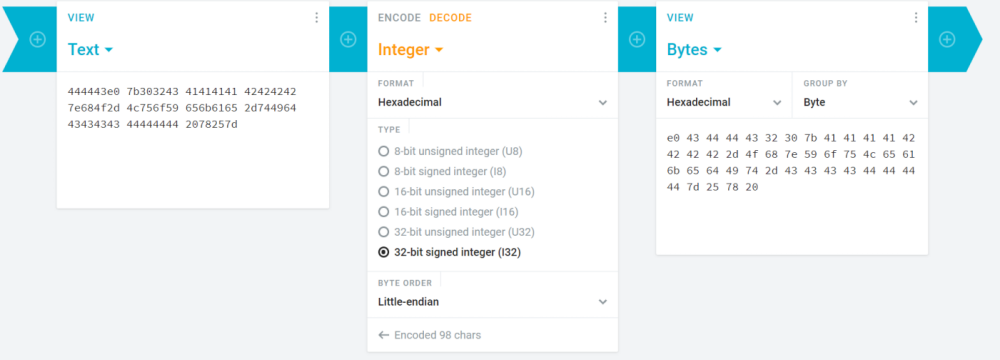 VIEW
Text
444443e0 7b303243 41414141 42424242
7e684f2d 4c756f59 656b6165 2d744964
43434343 44444444 2078257d
ENCODE DECODE
Integer
FORMAT
Hexadecimal
TYPE
8-bit unsigned integer (U8)
8-bit signed integer (I8)
16-bit unsigned integer (U16)
16-bit signed integer (I16)
32-bit unsigned integer (U32)
32-bit signed integer (I32)
BYTE ORDER
Little-endian
← Encoded 98 chars
VIEW
Bytes
FORMAT
Hexadecimal
GROUP BY
Byte
e0 43 44 44 43 32 30 7b 41 41 41 41 42
42 42 42 2d 4f 68 7e 59 6f 75 4c 65 61
6b 65 64 49 74 2d 43 43 43 43 44 44 44
44 7d 25 78 20